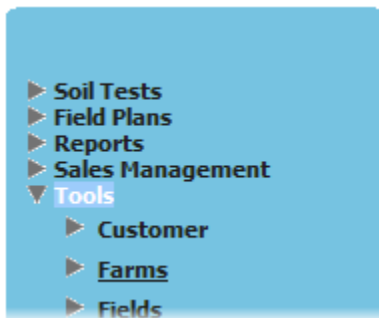 Soil Tests
Field Plans
Reports
Sales Management
Tools
Customer
Farms
Fields